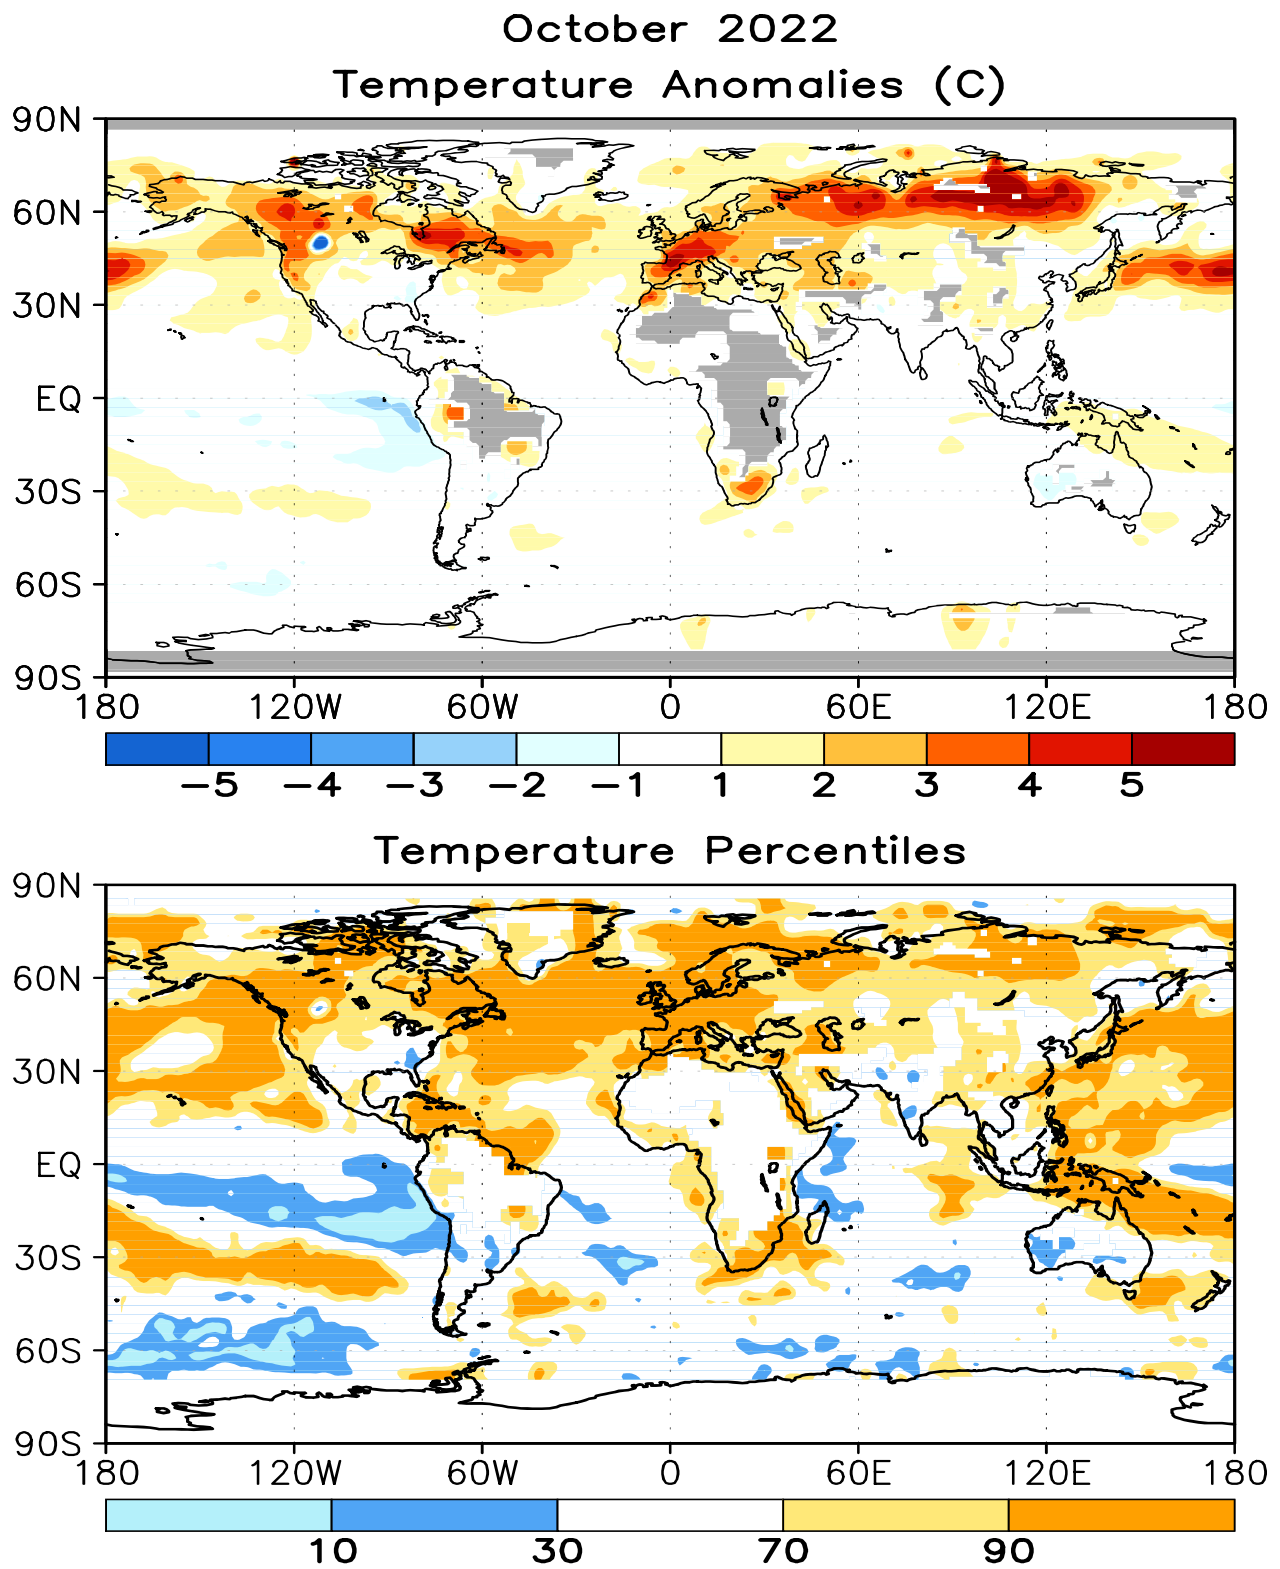 October 2022
Temperature Anomalies (C)
90N
60N
30N
EQ
30S
60S
90S
180 120W 60W 0 60E 120E 180
−5 −4 −3 −2 −1 1 2 3 4 5
Temperature Percentiles
90N
60N
30N
EQ
30S
60S
90S
180 120W 60W 0 60E 120E 180
10 30 70 90